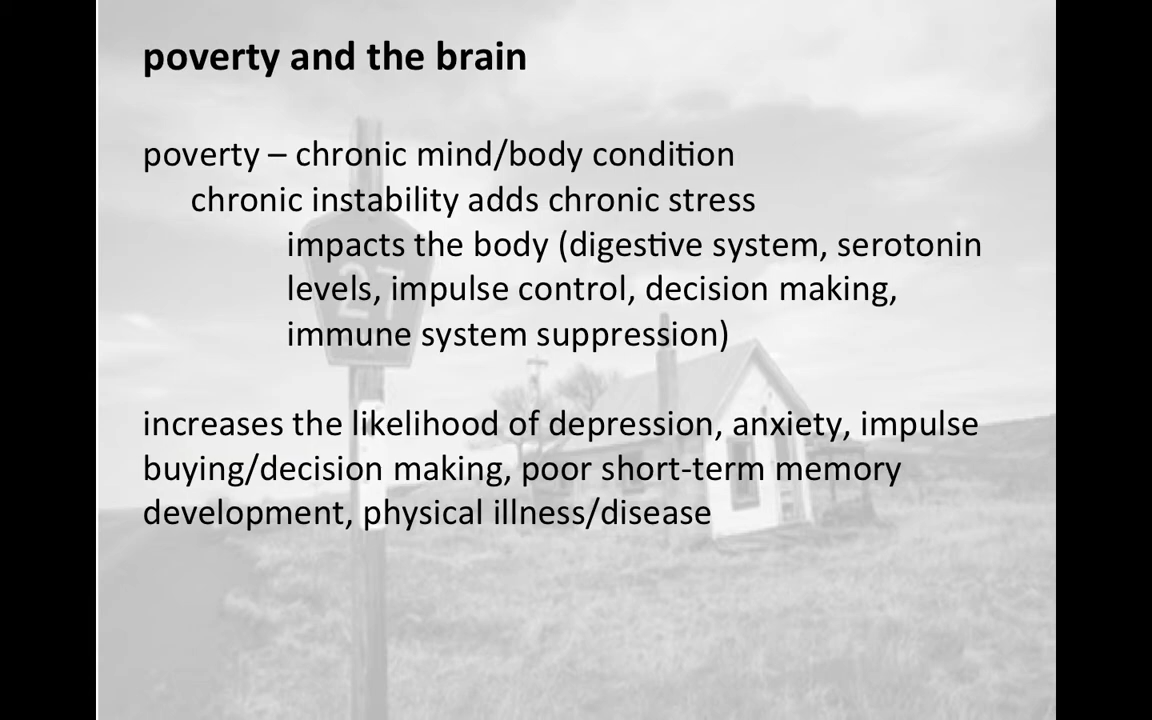 poverty and the brain
poverty – chronic mind/body condition
chronic instability adds chronic stress
impacts the body (digestive system, serotonin
levels, impulse control, decision making,
immune system suppression)
27
increases the likelihood of depression, anxiety, impulse
buying/decision making, poor short-term memory
development, physical illness/disease